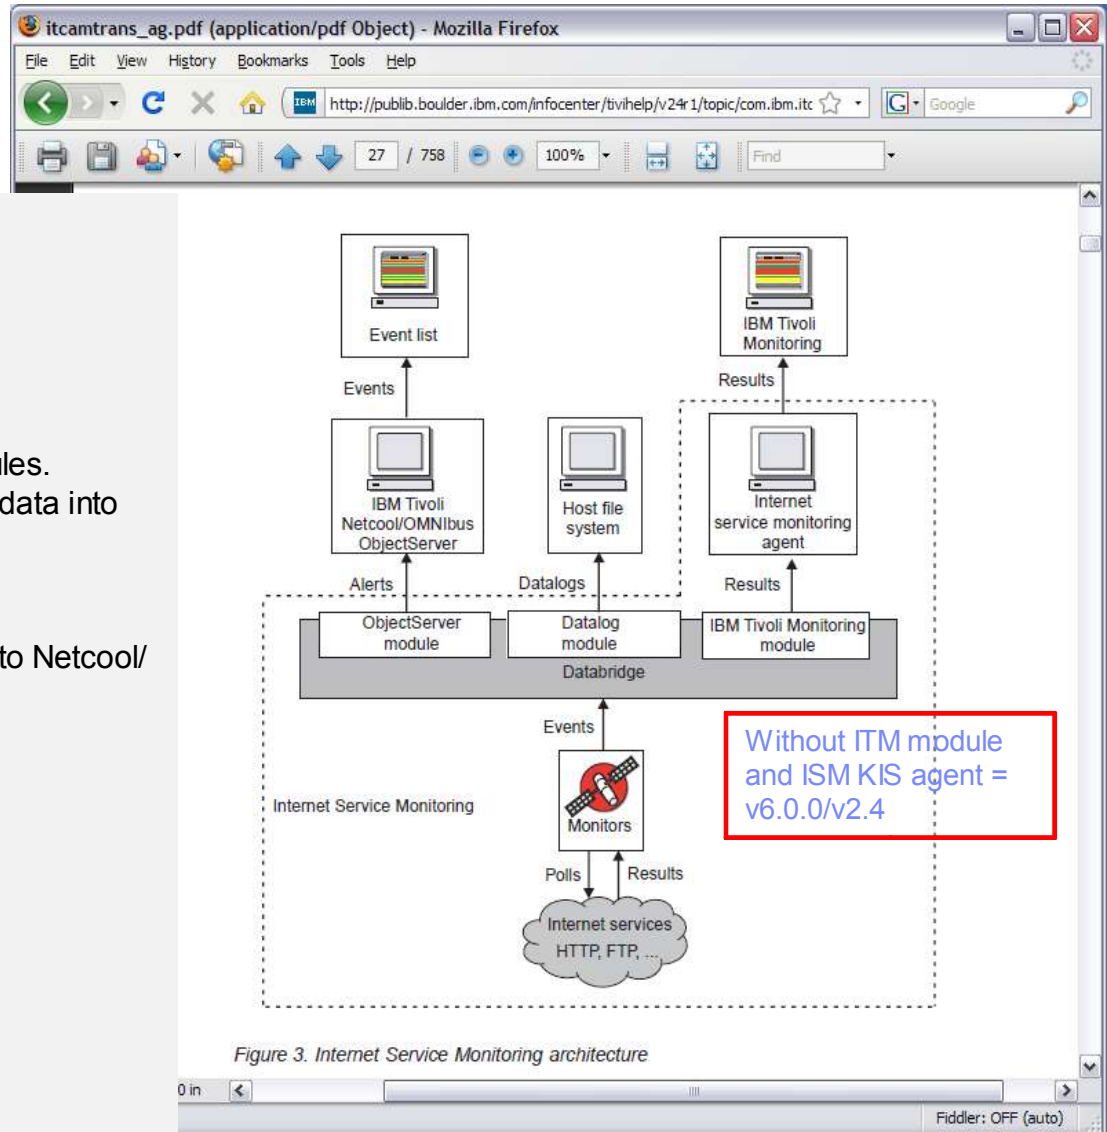 itcamtrans_ag.pdf (application/pdf Object) - Mozilla Firefox
File Edit View History Bookmarks Tools Help
IBM http://publib.boulder.ibm.com/infocenter/tivihelp/v24r1/topic/com.ibm.itc G Google
27 / 758 100% Find
Event list
IBM Tivoli
Monitoring
Events
Results
IBM Tivoli
Netcool/OMNIbus
ObjectServer
Host file
system
Internet
service monitoring
agent
ules.
data into
Alerts
Datalogs
Results
ObjectServer
module
Datalog
module
IBM Tivoli Monitoring
module
to Netcool/
Databridge
Events
Without ITM module
and ISM KIS agent =
v6.0.0/v2.4
Internet Service Monitoring
Monitors
Polls
Results
Internet services
HTTP, FTP, ...
Figure 3. Internet Service Monitoring architecture
0 in
Fiddler: OFF (auto)